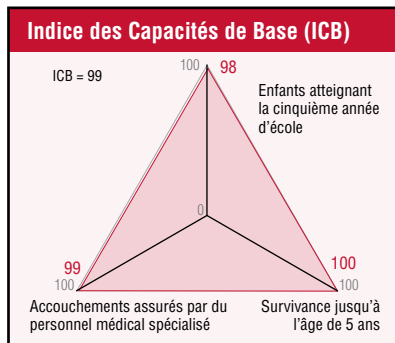 Indice des Capacités de Base (ICB)
ICB = 99
100
98
Enfants atteignant
la cinquième année
d'école
0
99
100
100
100
Accouchements assurés par du
personnel médical spécialisé
Survivance jusqu'à
l'âge de 5 ans